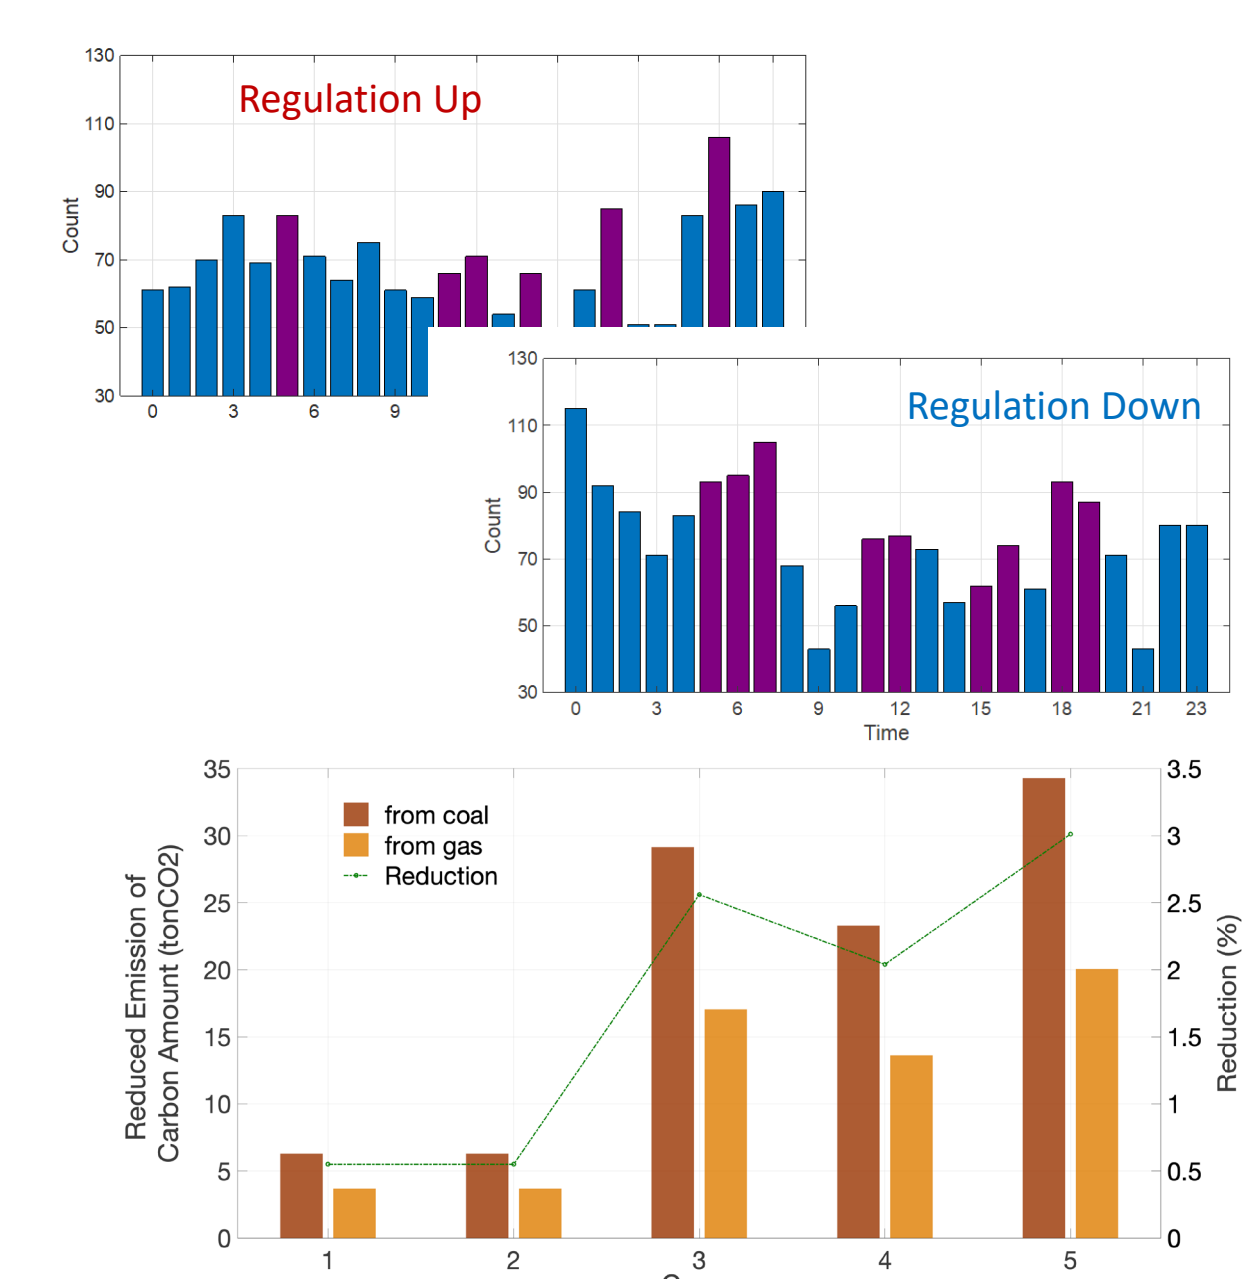 130
Regulation Up
110
90
Count
70
50
30
0 3 6 9
130
Regulation Down
110
90
Count
70
50
30
0 3 6 9 12 15 18 21 23
Time
35 3.5
from coal
30 3
from gas
Reduction
25 2.5
Reduced Emission of
Carbon Amount (tonCO2)
20 2
Reduction (%)
15 1.5
10 1
5 0.5
0 0
1 2 3 4 5